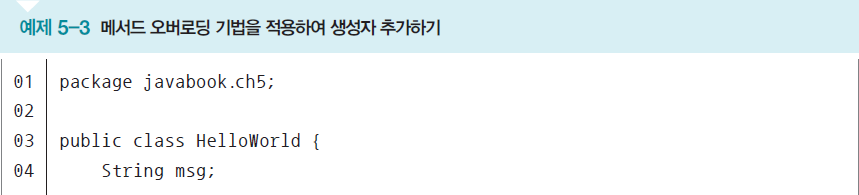 예제 5-3 메서드 오버로딩 기법을 적용하여 생성자 추가하기
01 package javabook.ch5;
02
03 public class HelloWorld {
04     String msg;